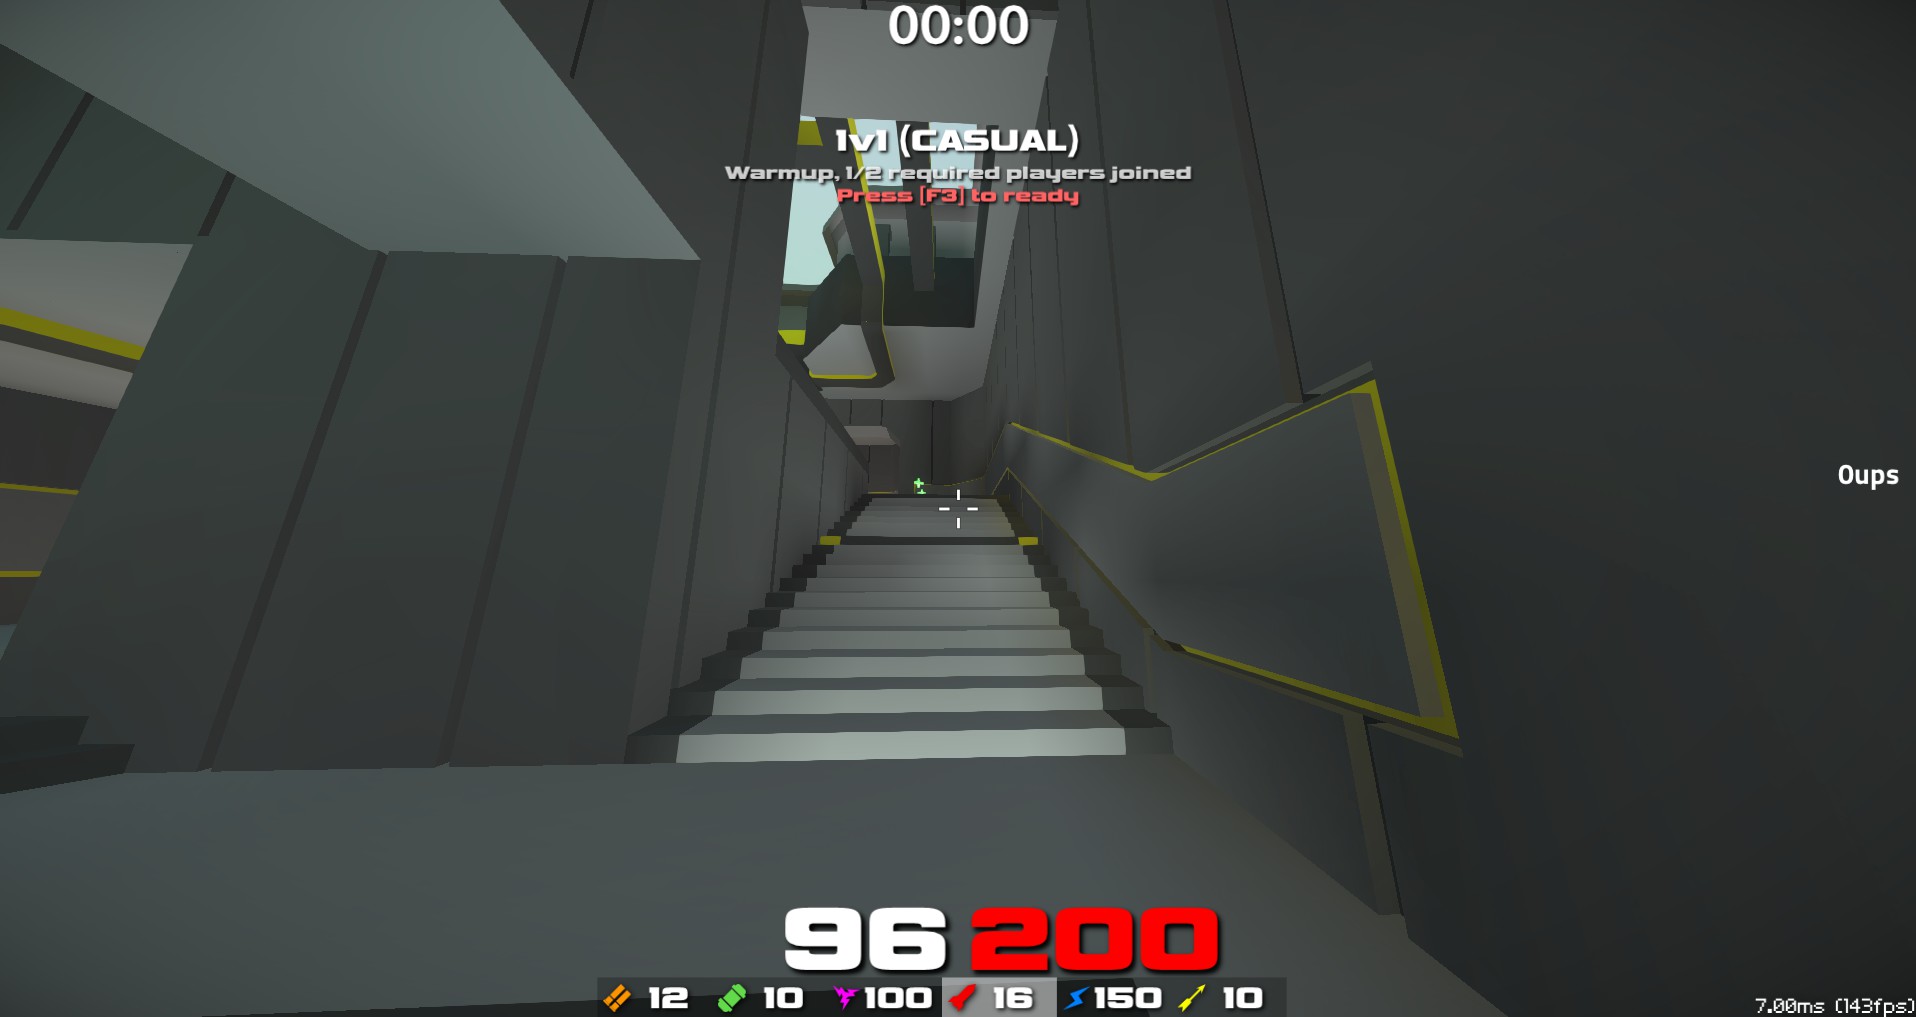 00:00
1v1 (CASUAL)
Warmup, 1/2 required players joined
Press [F3] to ready
Oups
96 200
12 10 100 16 150 10
7.00ms (143fps)